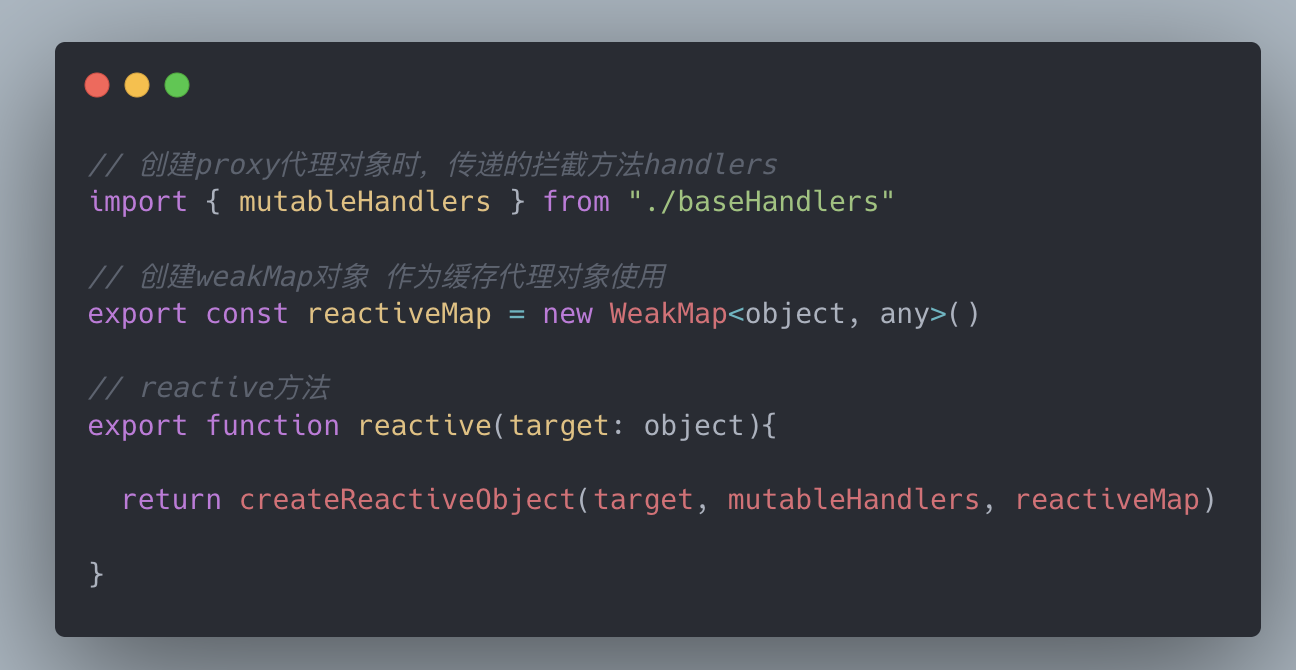 // 创建proxy代理对象时，传递的拦截方法handlers
import { mutableHandlers } from "./baseHandlers"
// 创建weakMap对象 作为缓存代理对象使用
export const reactiveMap = new WeakMap<object, any>()
// reactive方法
export function reactive(target: object){
  return createReactiveObject(target, mutableHandlers, reactiveMap)
}